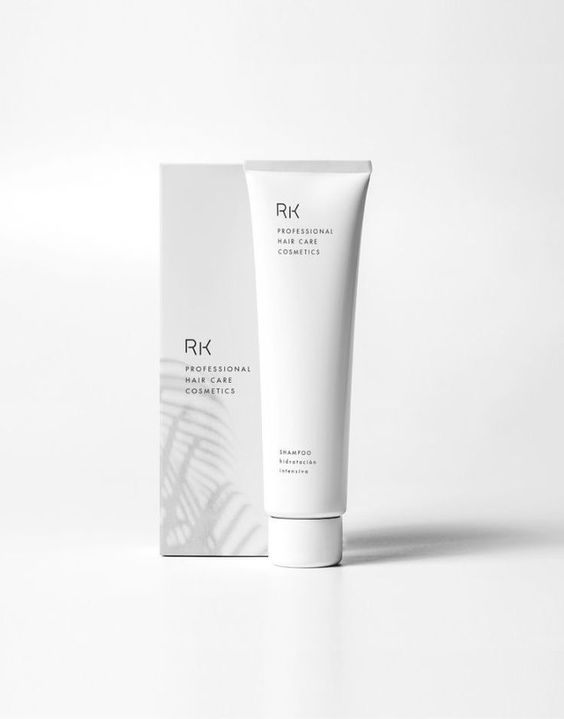 RK
PROFESSIONAL
HAIR CARE
COSMETICS
SHAMPOO
hidratación
intensiva
RK
PROFESSIONAL
HAIR CARE
COSMETICS